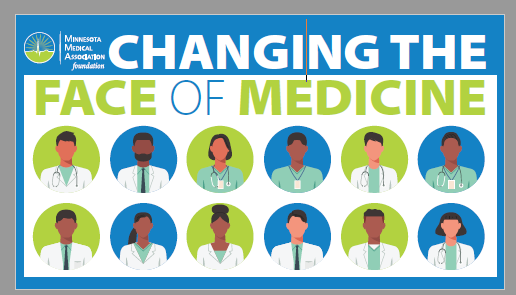 MINNESOTA
MEDICAL
ASSOCIATION
foundation
CHANGING THE
FACE OF MEDICINE